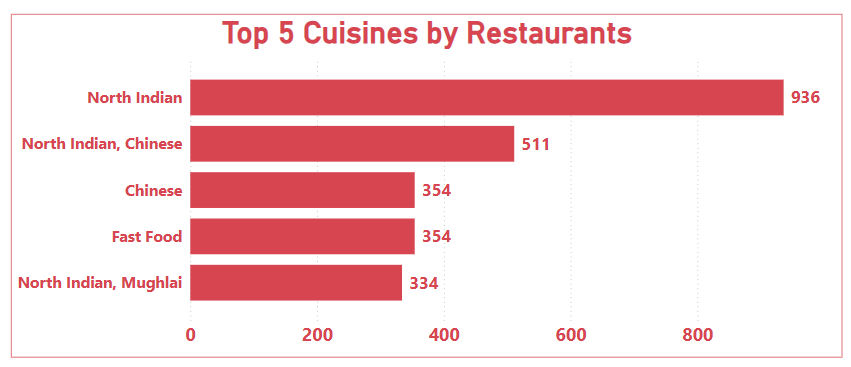 Top 5 Cuisines by Restaurants
North Indian 936
North Indian, Chinese 511
Chinese 354
Fast Food 354
North Indian, Mughlai 334
0 200 400 600 800